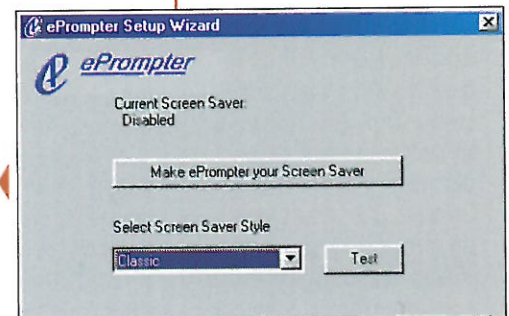 ePrompter Setup Wizard
ePrompter
Current Screen Saver:
Disabled
Make ePrompter your Screen Saver
Select Screen Saver Style
Classic
Test